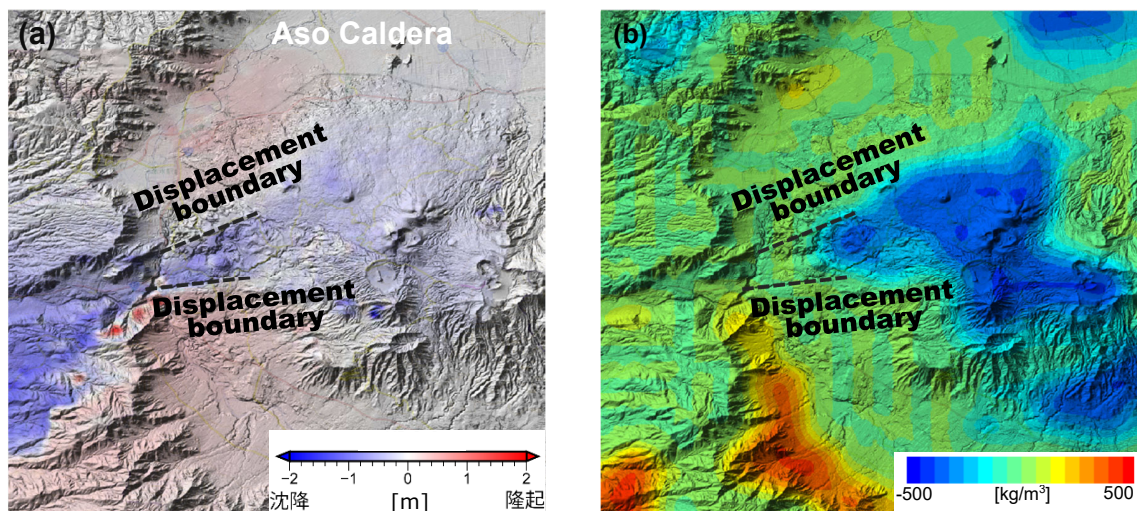 (a)
Aso Caldera
Displacement
boundary
Displacement
boundary
-2 -1 0 1 2
沈降 [m] 隆起
(b)
Displacement
boundary
Displacement
boundary
-500 [kg/m³] 500